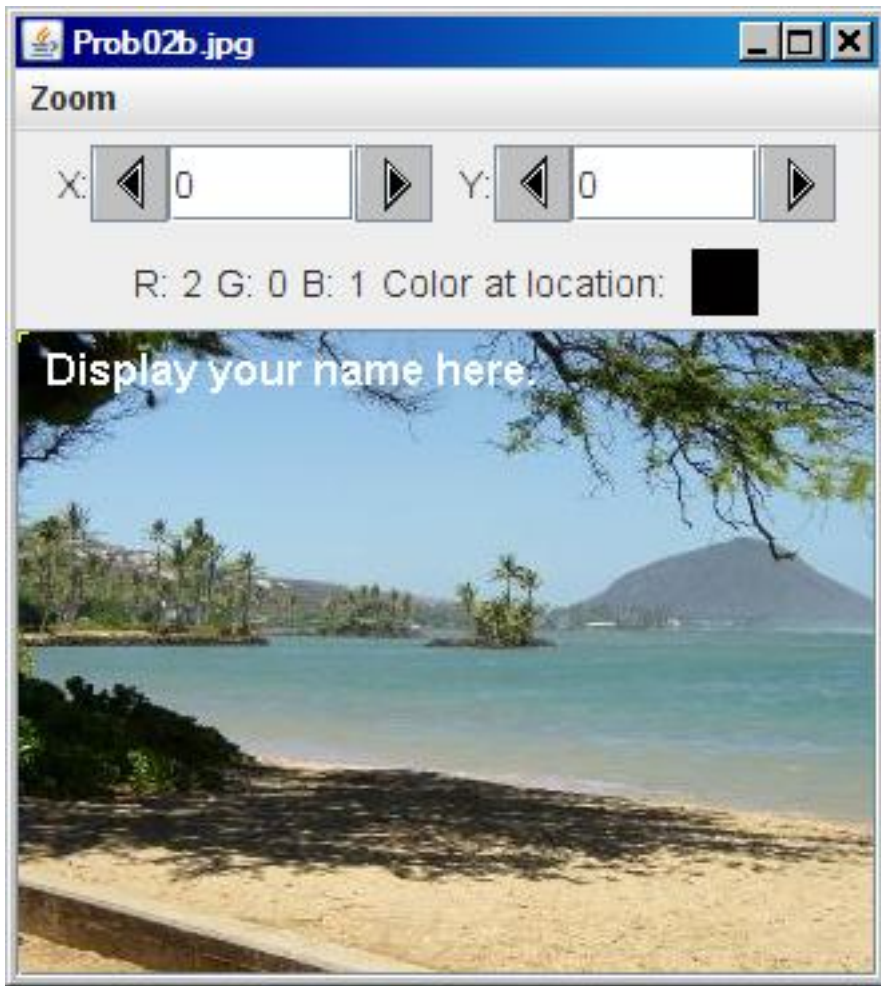 Prob02b.jpg
Zoom
X: 0 Y: 0
R: 2 G: 0 B: 1 Color at location:
Display your name here.